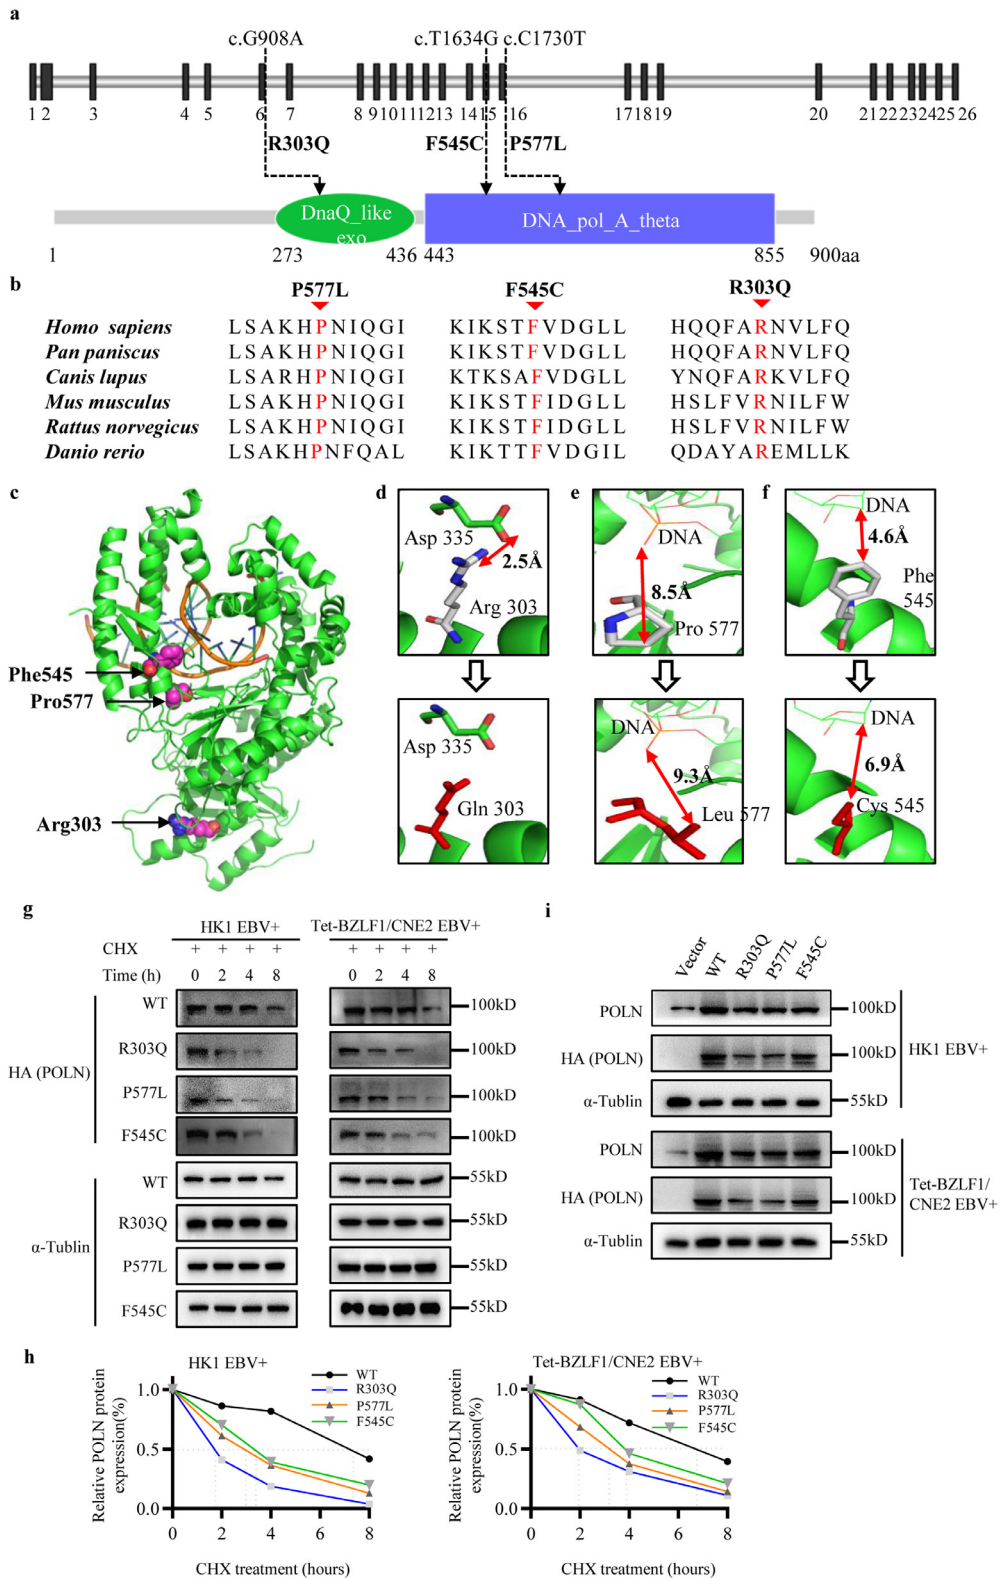 a
c.G908A c.T1634G c.C1730T
1 2 3 4 5 6 7 8 9 10 11 12 13 14 15 16 17 18 19 20 21 22 23 24 25 26
R303Q F545C P577L
DnaQ_like exo
DNA_pol_A_theta
1 273 436 443 855 900aa
b
P577L F545C R303Q
Homo sapiens LSAKHPNIQGI KIKSTFVDGLL HQQFARNVLFQ
Pan paniscus LSAKHPNIQGI KIKSTFVDGLL HQQFARNVLFQ
Canis lupus LSARHPNIQGI KTKSAFVDGLL YNQFARKVLFQ
Mus musculus LSAKHPNIQGI KIKSTFIDGLL HSLFVRNILFW
Rattus norvegicus LSAKHPNIQGI KIKSTFIDGLL HSLFVRNILFW
Danio rerio LSAKHPNFQAL KIKTTFVDGIL QDAYAREMLLK
c
Phe545
Pro577
Arg303
d
Asp 335
2.5Å
Arg 303
Asp 335
Gln 303
e
DNA
8.5Å
Pro 577
DNA
9.3Å
Leu 577
f
DNA
4.6Å
Phe
545
DNA
6.9Å
Cys 545
g
HK1 EBV+ Tet-BZLF1/CNE2 EBV+
CHX + + + + + + + +
Time (h) 0 2 4 8 0 2 4 8
HA (POLN)
WT 100kD
R303Q 100kD
P577L 100kD
F545C 100kD
α-Tublin
WT 55kD
R303Q 55kD
P577L 55kD
F545C 55kD
i
Vector WT R303Q P577L F545C
POLN 100kD
HA (POLN) 100kD
α-Tublin 55kD
HK1 EBV+
POLN 100kD
HA (POLN) 100kD
α-Tublin 55kD
Tet-BZLF1/
CNE2 EBV+
h
HK1 EBV+
Relative POLN protein
expression(%)
1.0
0.5
0.0
0 2 4 6 8
CHX treatment (hours)
WT
R303Q
P577L
F545C
Tet-BZLF1/CNE2 EBV+
Relative POLN protein
expression(%)
1.0
0.5
0.0
0 2 4 6 8
CHX treatment (hours)
WT
R303Q
P577L
F545C